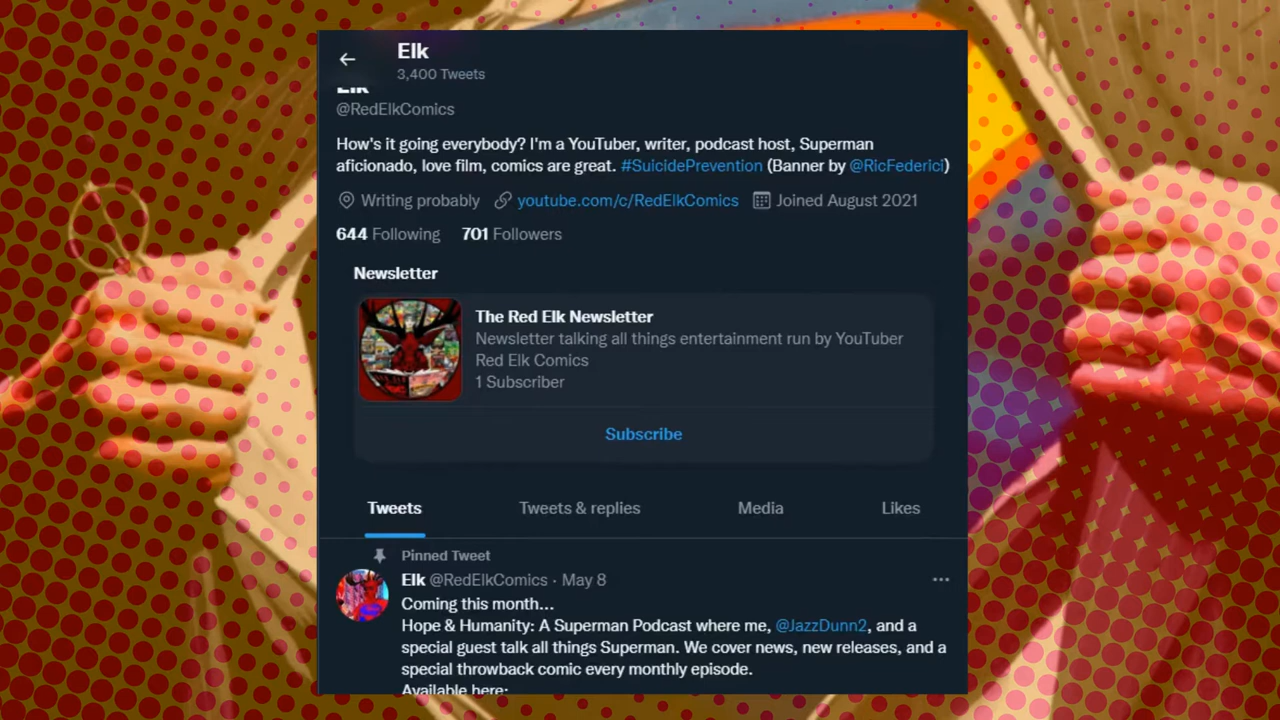 Elk
3,400 Tweets
Elk
@RedElkComics
How's it going everybody? I'm a YouTuber, writer, podcast host, Superman
aficionado, love film, comics are great. #SuicidePrevention (Banner by @RicFederici)
Writing probably youtube.com/c/RedElkComics Joined August 2021
644 Following 701 Followers
Newsletter
The Red Elk Newsletter
Newsletter talking all things entertainment run by YouTuber
Red Elk Comics
1 Subscriber
Subscribe
Tweets Tweets & replies Media Likes
Pinned Tweet
Elk @RedElkComics · May 8
Coming this month...
Hope & Humanity: A Superman Podcast where me, @JazzDunn2, and a
special guest talk all things Superman. We cover news, new releases, and a
special throwback comic every monthly episode.
Available here: